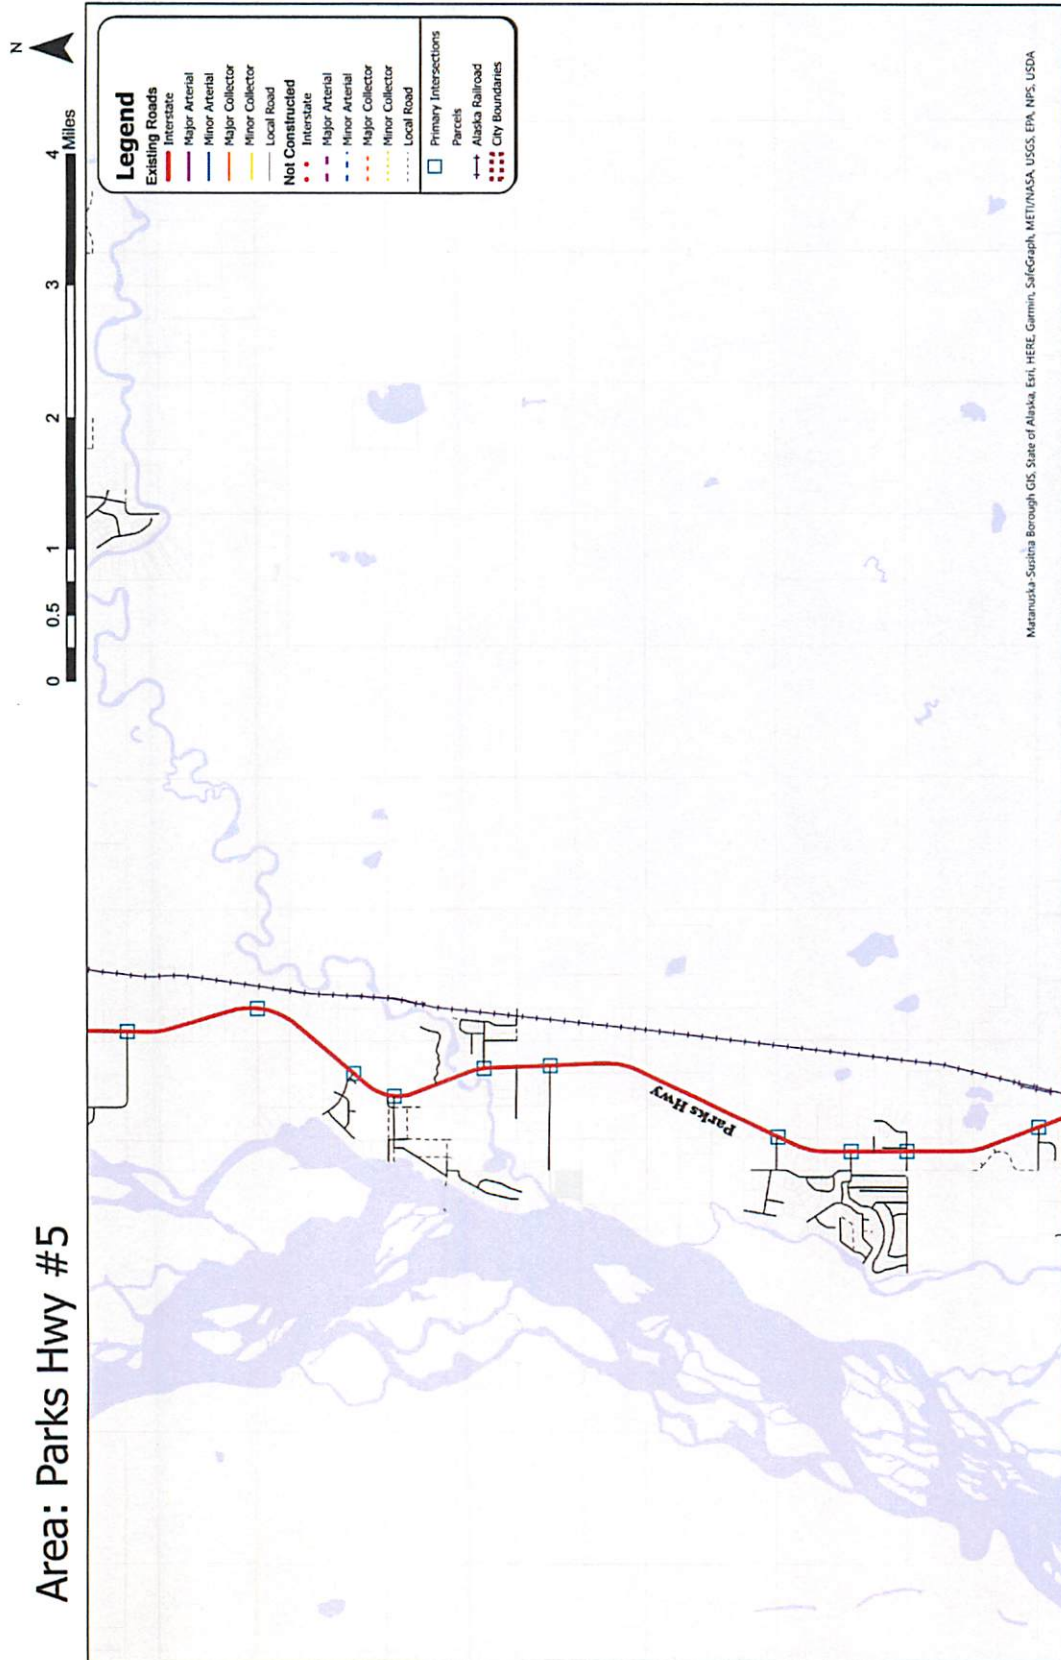 Area: Parks Hwy #5
0 0.5 1 2 3 4
Miles
N
Legend
Existing Roads
Interstate
Major Arterial
Minor Arterial
Major Collector
Minor Collector
Local Road
Not Constructed
Interstate
Major Arterial
Minor Arterial
Major Collector
Minor Collector
Local Road
Primary Intersections
Parcels
Alaska Railroad
City Boundaries
Parks Hwy
Matanuska-Susitna Borough GIS, State of Alaska, Esri, HERE, Garmin, SafeGraph, METI/NASA, USGS, EPA, NPS, USDA